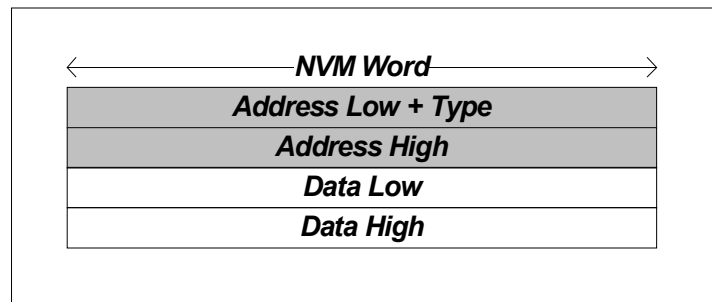 NVM Word
Address Low + Type
Address High
Data Low
Data High